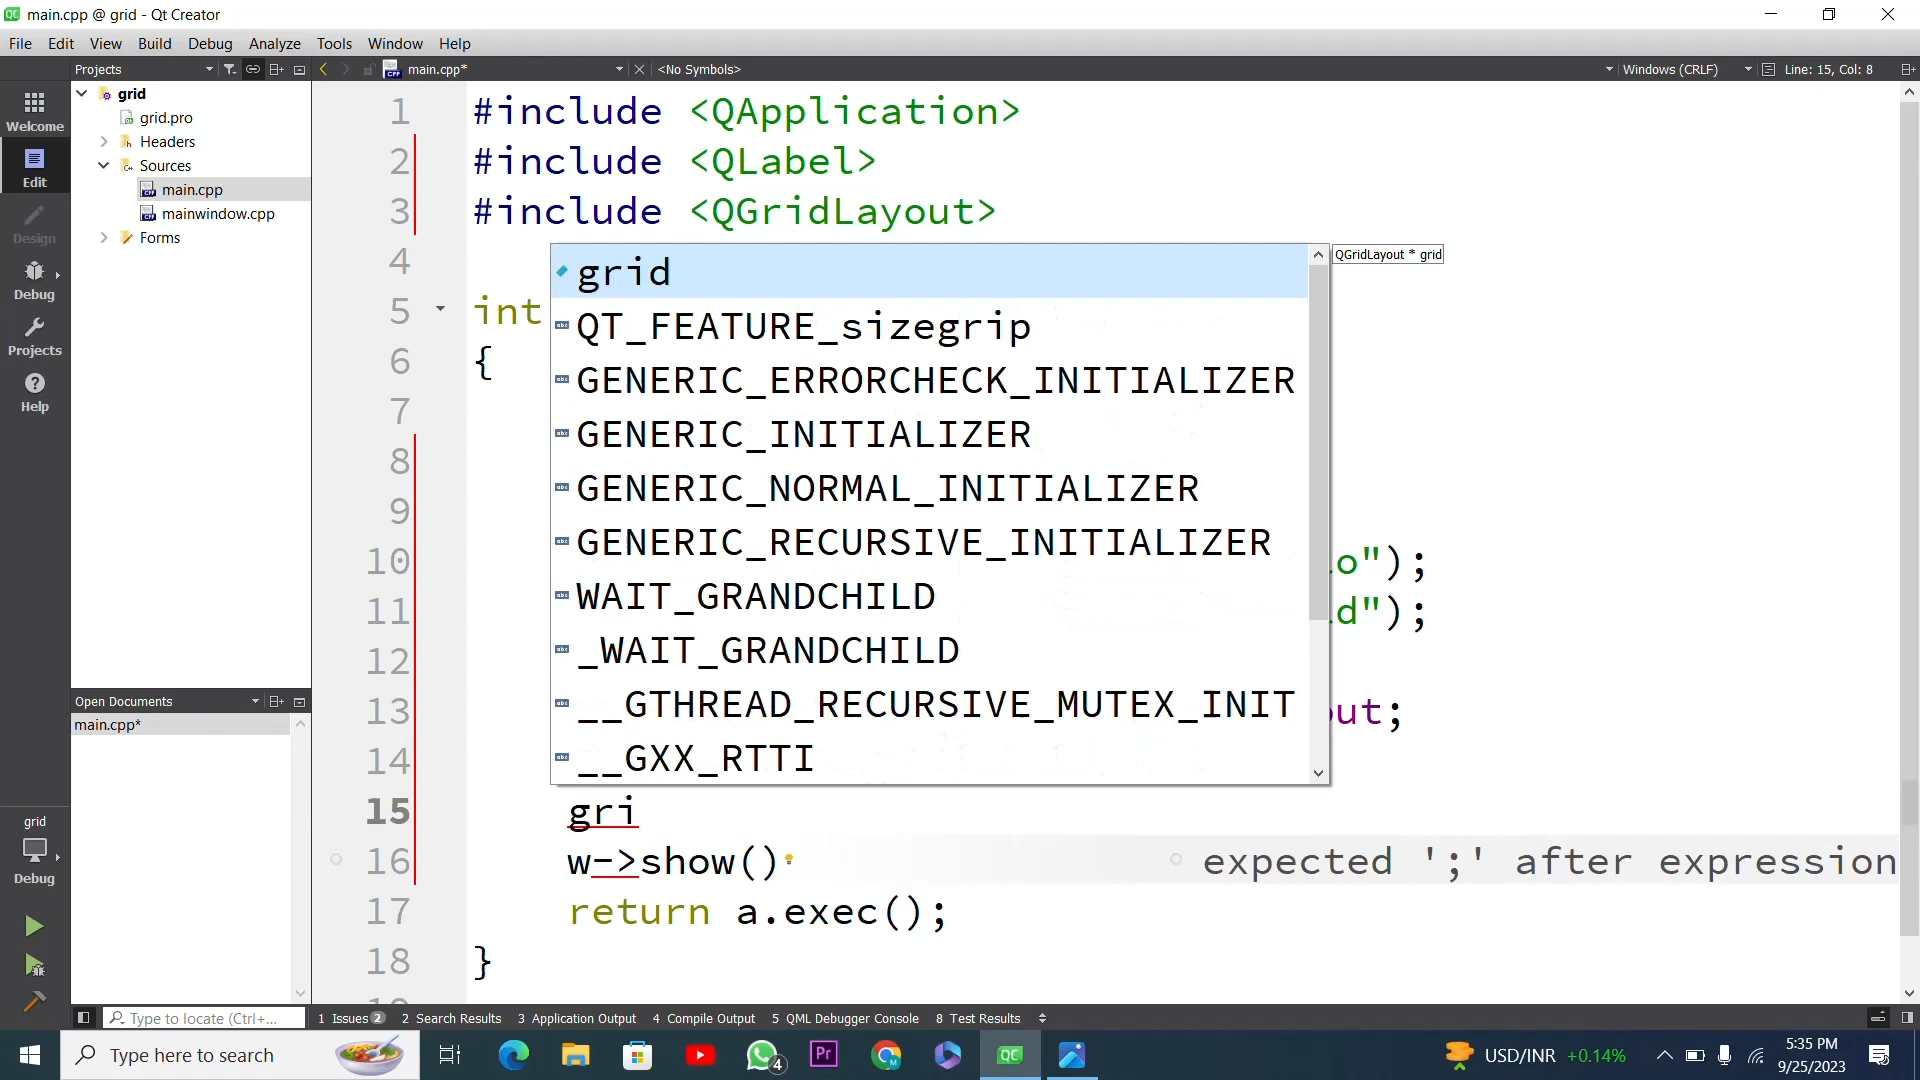 main.cpp @ grid - Qt Creator
File Edit View Build Debug Analyze Tools Window Help
Projects main.cpp* <No Symbols> Windows (CRLF) Line: 15, Col: 8
Welcome
Edit
Design
Debug
Projects
Help
grid
grid.pro
Headers
Sources
main.cpp
mainwindow.cpp
Forms
Open Documents
main.cpp*
grid
Debug
1 #include <QApplication>
2 #include <QLabel>
3 #include <QGridLayout>
4
5 int
6 {
7
8
9
10 o");
11 d");
12
13 out;
14
15 gri
16 w->show() expected ';' after expression
17 return a.exec();
18 }
grid
QT_FEATURE_sizegrip
GENERIC_ERRORCHECK_INITIALIZER
GENERIC_INITIALIZER
GENERIC_NORMAL_INITIALIZER
GENERIC_RECURSIVE_INITIALIZER
WAIT_GRANDCHILD
_WAIT_GRANDCHILD
__GTHREAD_RECURSIVE_MUTEX_INIT
__GXX_RTTI
QGridLayout * grid
Type to locate (Ctrl+... 1 Issues 2 2 Search Results 3 Application Output 4 Compile Output 5 QML Debugger Console 8 Test Results
Type here to search 4 Pr QC USD/INR +0.14% 5:35 PM
9/25/2023